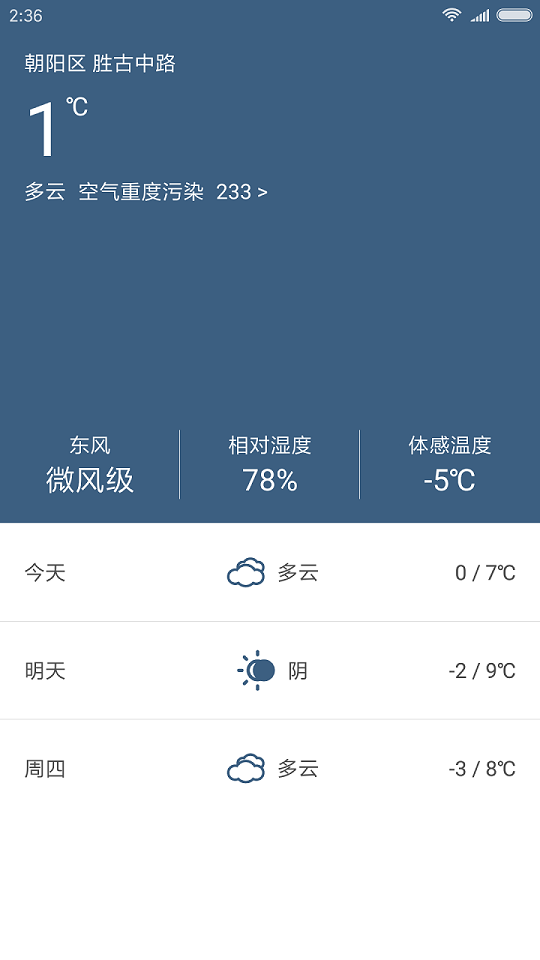 2:36
朝阳区 胜古中路
1℃
多云 空气重度污染 233 >
东风 相对湿度 体感温度
微风级 78% -5℃
今天 多云 0 / 7℃
明天 阴 -2 / 9℃
周四 多云 -3 / 8℃